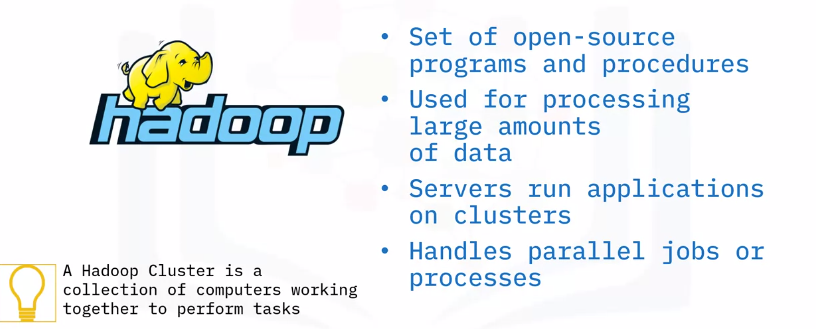 hadoop
• Set of open-source
programs and procedures
• Used for processing
large amounts
of data
• Servers run applications
on clusters
• Handles parallel jobs or
processes
A Hadoop Cluster is a
collection of computers working
together to perform tasks